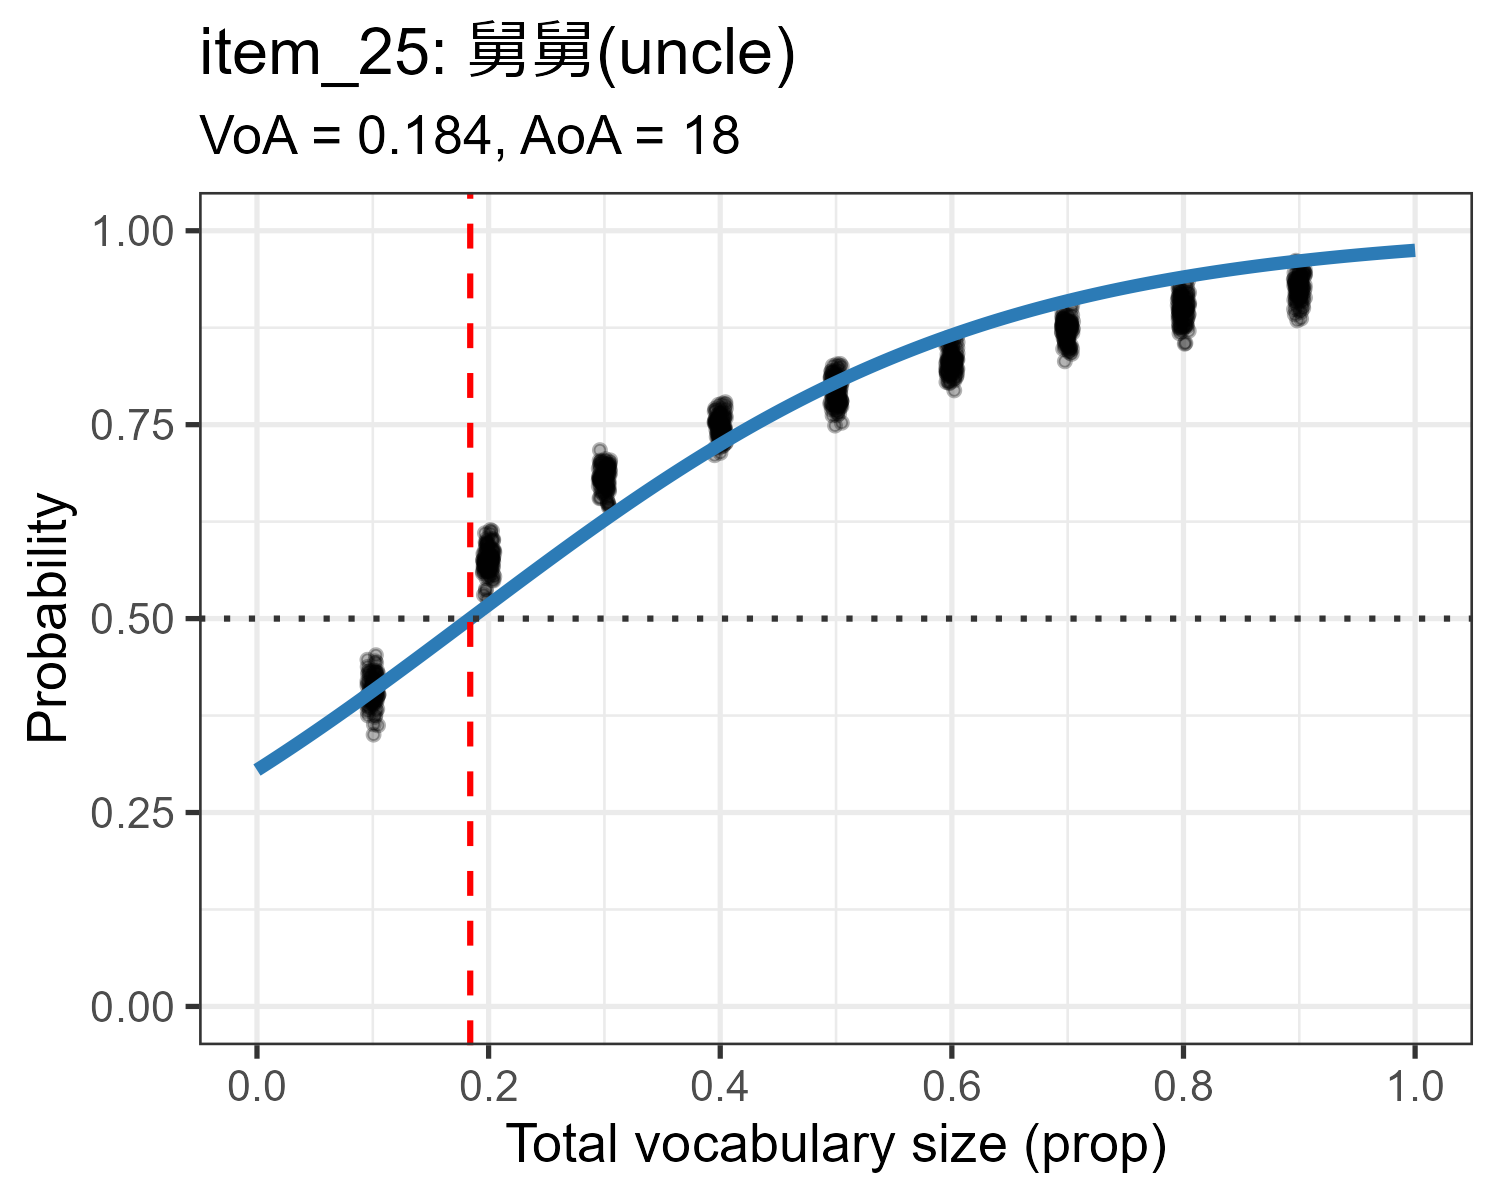 item_25: 舅舅(uncle)
VoA = 0.184, AoA = 18
Probability
1.00
0.75
0.50
0.25
0.00
0.0 0.2 0.4 0.6 0.8 1.0
Total vocabulary size (prop)